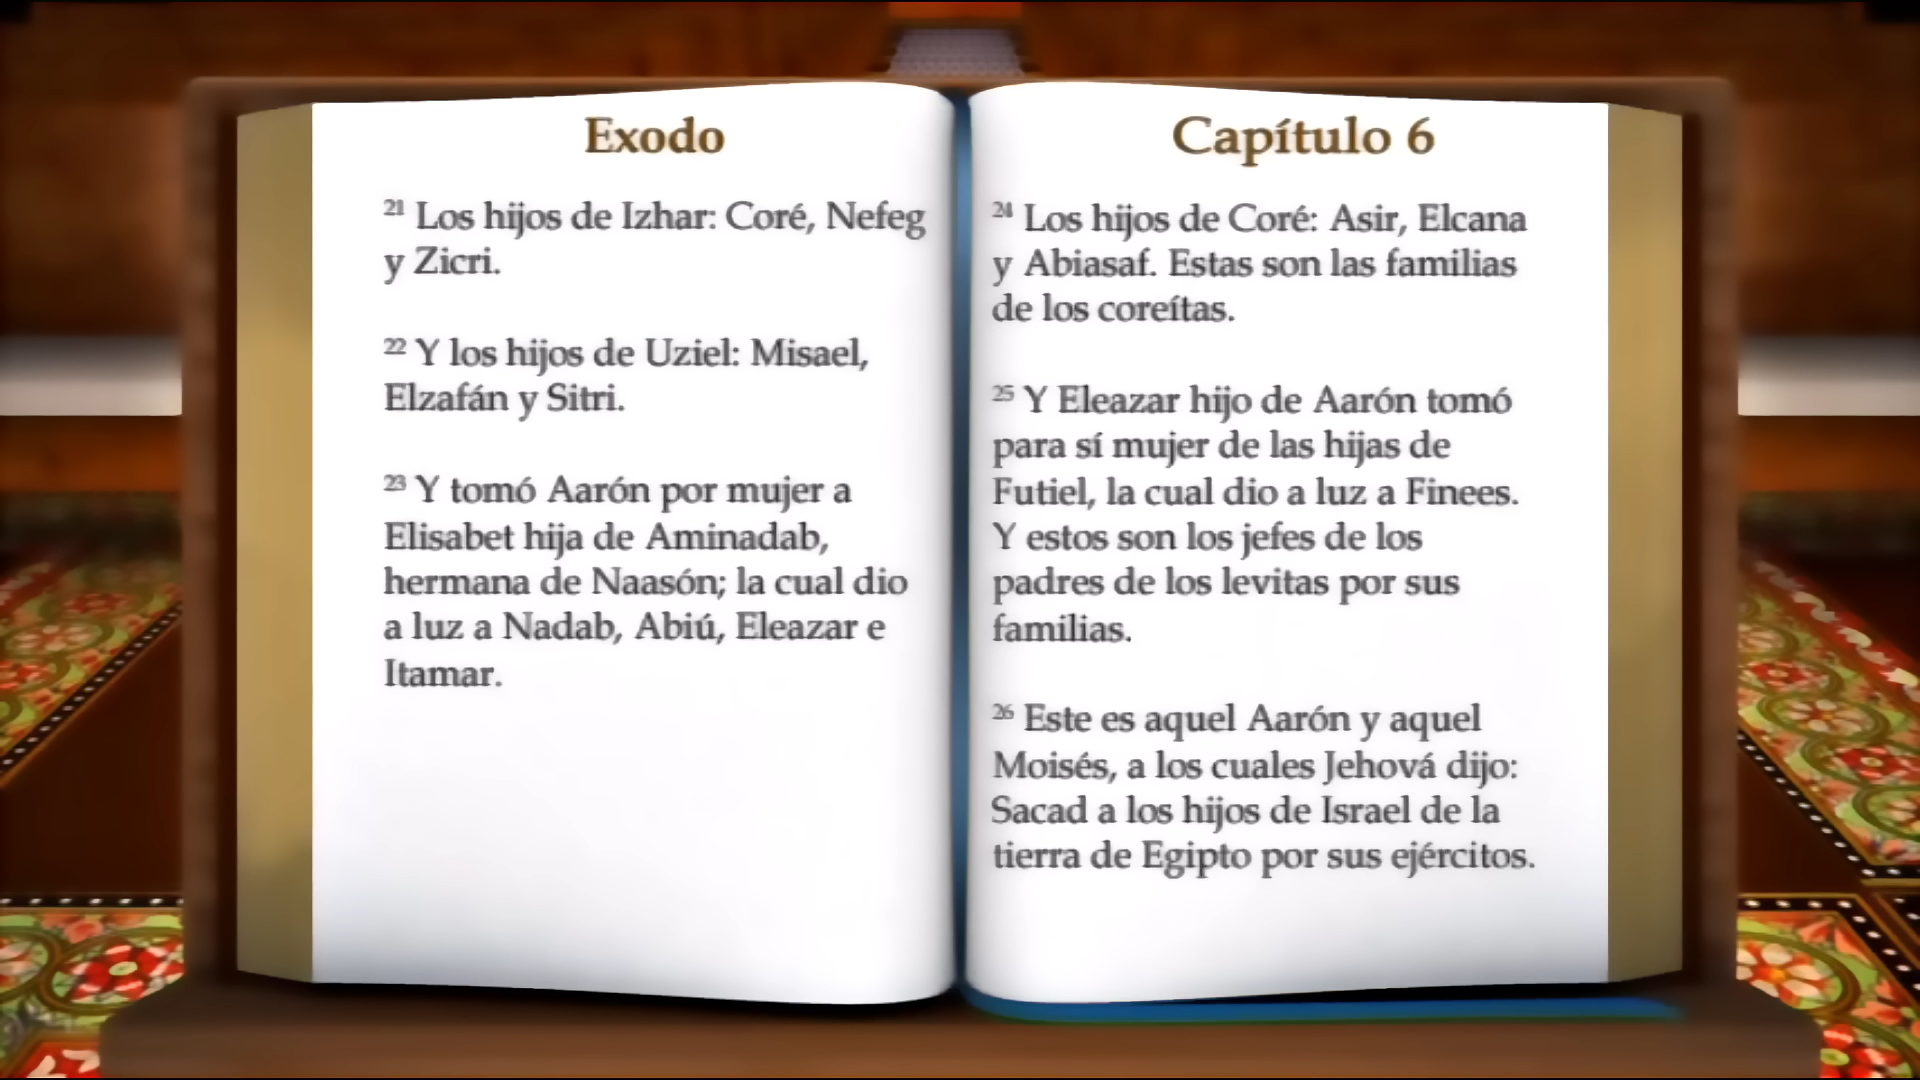 Exodo
21 Los hijos de Izhar: Coré, Nefeg
y Zicri.
22 Y los hijos de Uziel: Misael,
Elzafán y Sitri.
23 Y tomó Aarón por mujer a
Elisabet hija de Aminadab,
hermana de Naasón; la cual dio
a luz a Nadab, Abiú, Eleazar e
Itamar.
Capítulo 6
24 Los hijos de Coré: Asir, Elcana
y Abiasaf. Estas son las familias
de los coreítas.
25 Y Eleazar hijo de Aarón tomó
para sí mujer de las hijas de
Futiel, la cual dio a luz a Finees.
Y estos son los jefes de los
padres de los levitas por sus
familias.
26 Este es aquel Aarón y aquel
Moisés, a los cuales Jehová dijo:
Sacad a los hijos de Israel de la
tierra de Egipto por sus ejércitos.